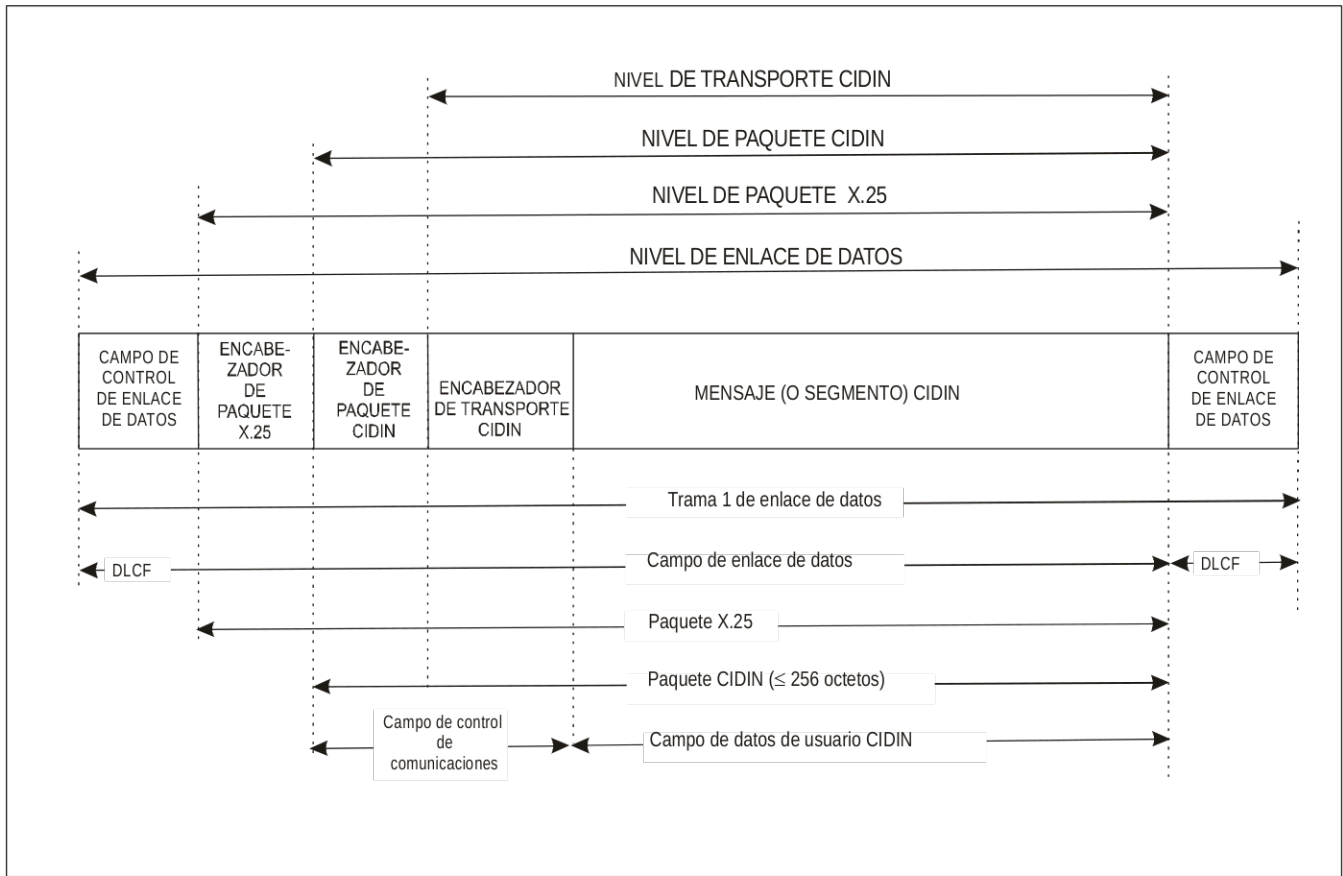 NIVEL DE TRANSPORTE CIDIN
NIVEL DE PAQUETE CIDIN
NIVEL DE PAQUETE X.25
NIVEL DE ENLACE DE DATOS
CAMPO DE
CONTROL
DE ENLACE
DE DATOS
ENCABE-
ZADOR
DE
PAQUETE
X.25
ENCABE-
ZADOR
DE
PAQUETE
CIDIN
ENCABEZADOR
DE TRANSPORTE
CIDIN
MENSAJE (O SEGMENTO) CIDIN
CAMPO DE
CONTROL
DE ENLACE
DE DATOS
Trama 1 de enlace de datos
DLCF
Campo de enlace de datos
DLCF
Paquete X.25
Paquete CIDIN (≤ 256 octetos)
Campo de control
de
comunicaciones
Campo de datos de usuario CIDIN